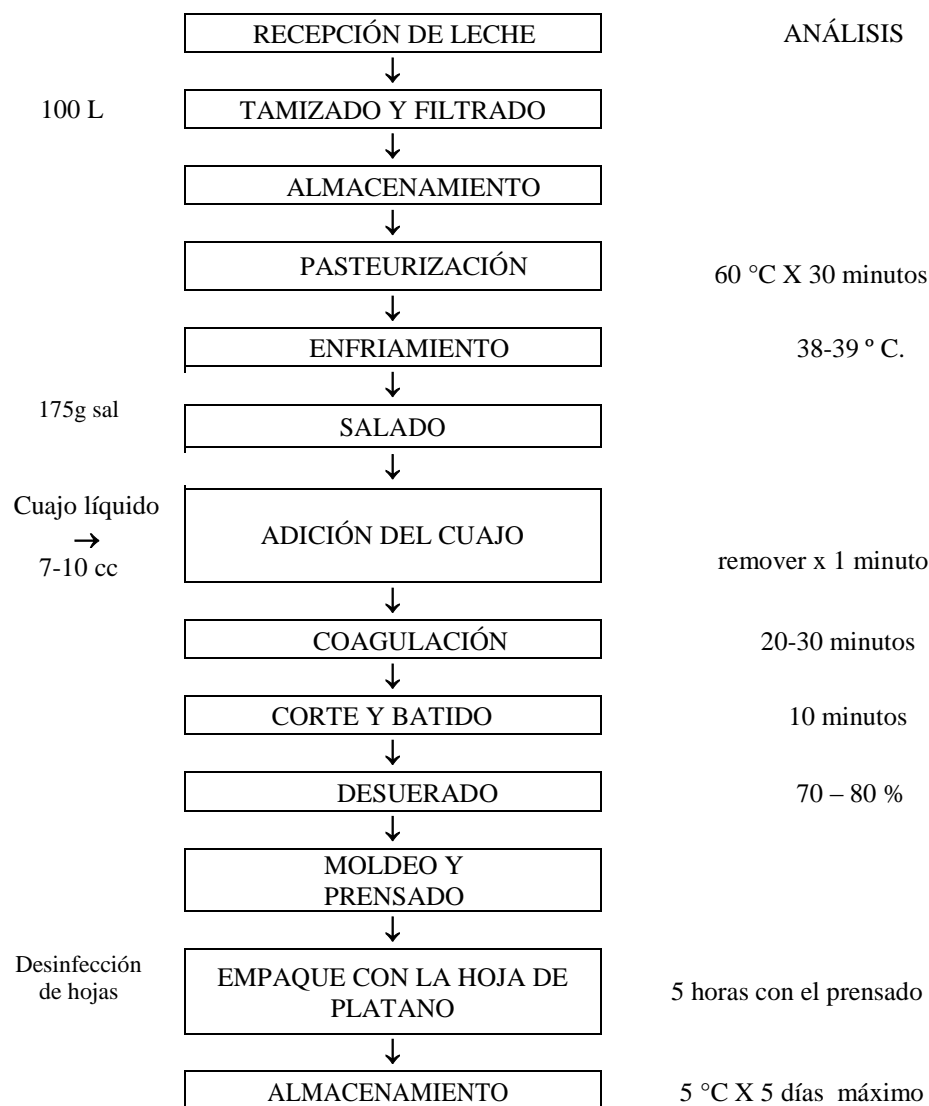 RECEPCIÓN DE LECHE
ANÁLISIS
↓
100 L
TAMIZADO Y FILTRADO
↓
ALMACENAMIENTO
↓
PASTEURIZACIÓN
60 °C X 30 minutos
↓
ENFRIAMIENTO
38-39 º C.
↓
175g sal
SALADO
↓
Cuajo líquido
→
7-10 cc
ADICIÓN DEL CUAJO
remover x 1 minuto
↓
COAGULACIÓN
20-30 minutos
↓
CORTE Y BATIDO
10 minutos
↓
DESUERADO
70 – 80 %
↓
MOLDEO Y
PRENSADO
↓
Desinfección
de hojas
EMPAQUE CON LA HOJA DE
PLATANO
5 horas con el prensado
↓
ALMACENAMIENTO
5 °C X 5 días máximo